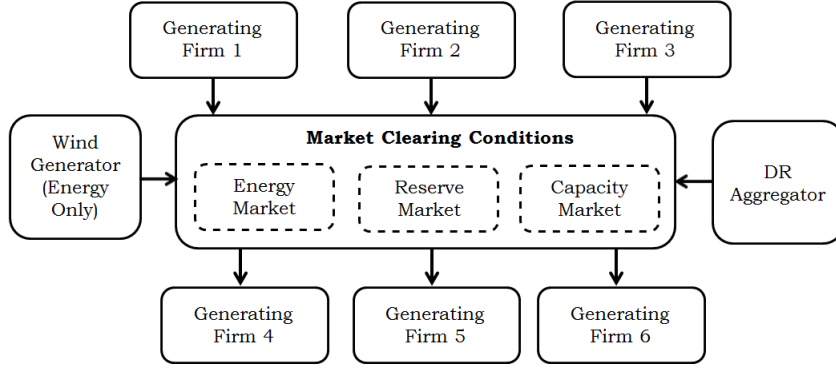 Generating
Firm 1
Generating
Firm 2
Generating
Firm 3
Market Clearing Conditions
Wind
Generator
(Energy
Only)
Energy
Market
Reserve
Market
Capacity
Market
DR
Aggregator
Generating
Firm 4
Generating
Firm 5
Generating
Firm 6